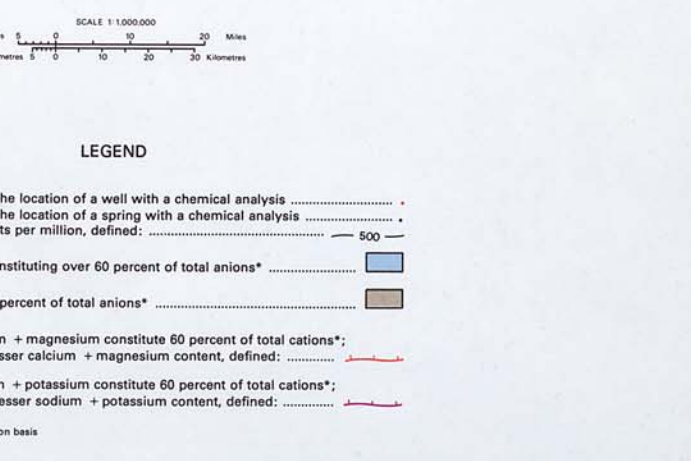 SCALE 1:1,000,000
5 0 10 20 Miles
metres 5 0 10 20 30 Kilometres
LEGEND
he location of a well with a chemical analysis
he location of a spring with a chemical analysis
ts per million, defined: 500
nstituting over 60 percent of total anions*
percent of total anions*
n + magnesium constitute 60 percent of total cations*;
sser calcium + magnesium content, defined:
n + potassium constitute 60 percent of total cations*;
esser sodium + potassium content, defined:
on basis